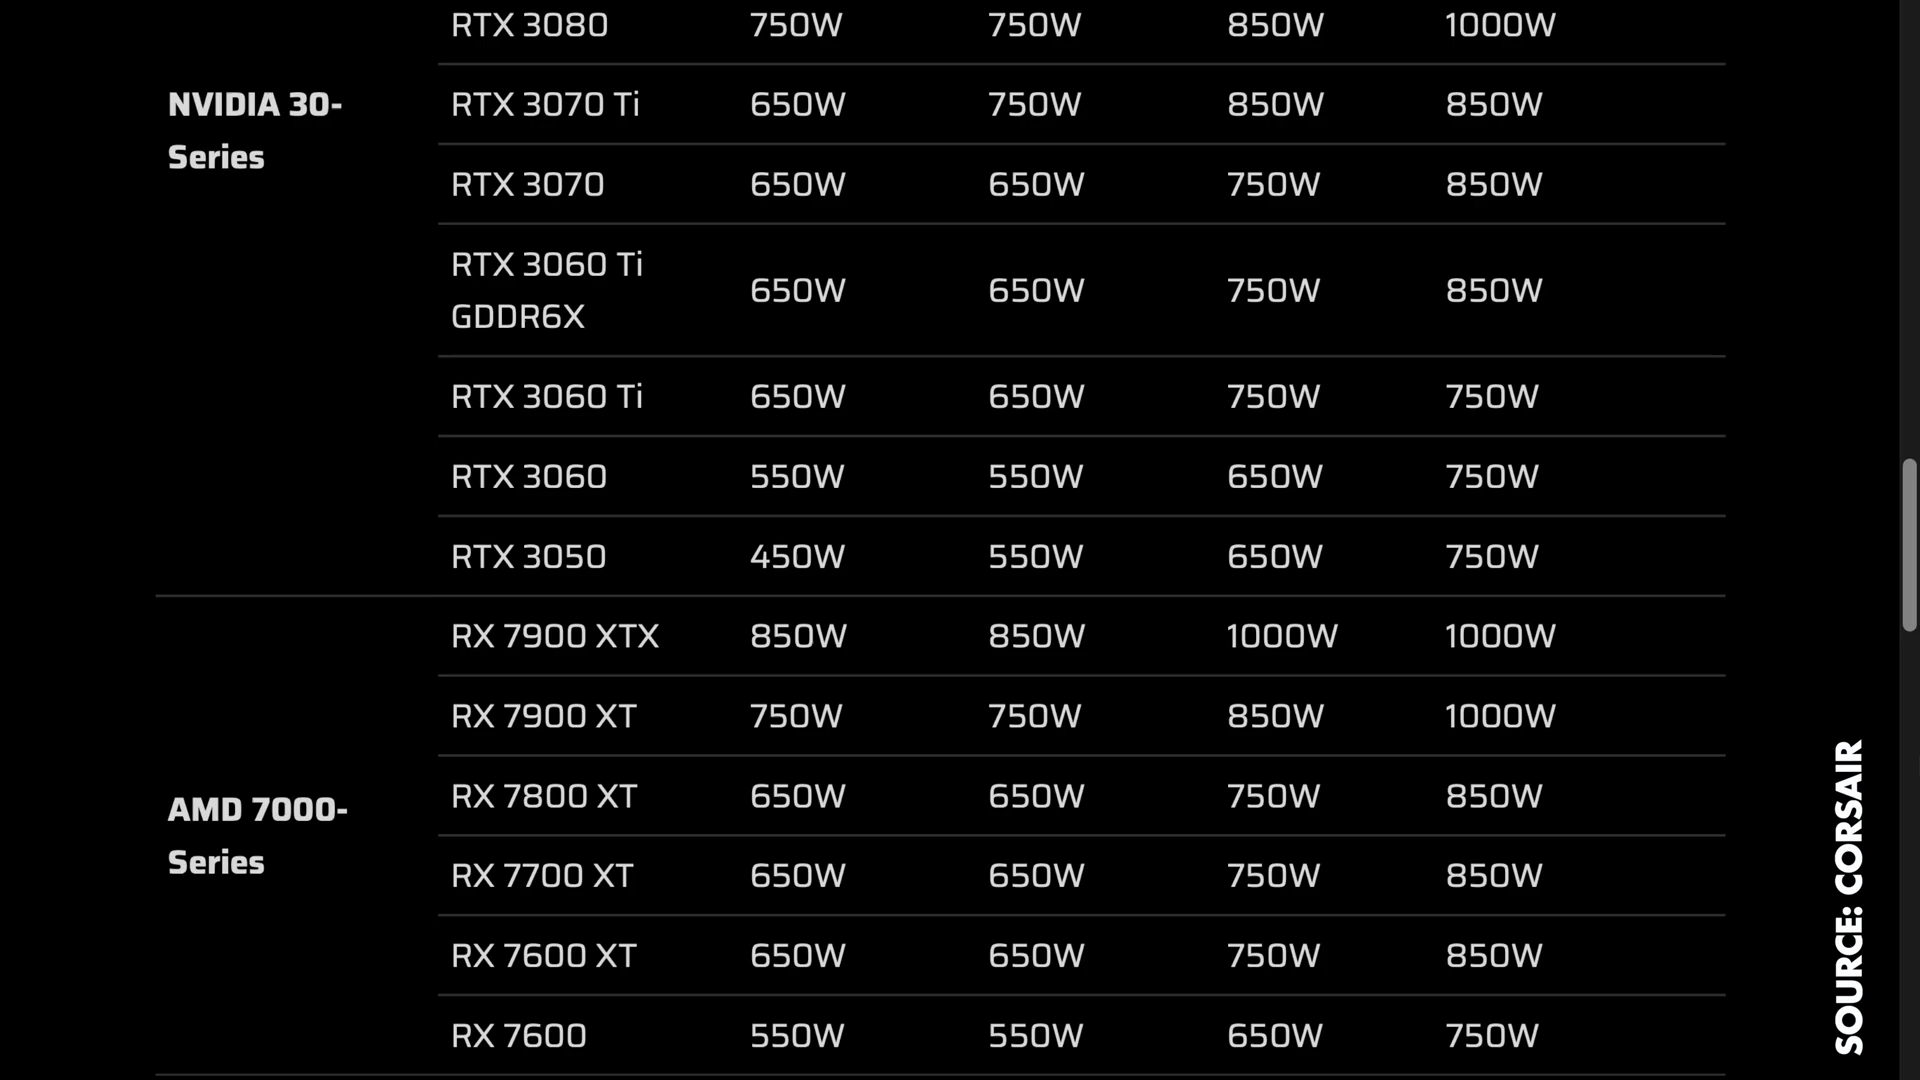 RTX 3080 750W 750W 850W 1000W
NVIDIA 30-
Series
RTX 3070 Ti 650W 750W 850W 850W
RTX 3070 650W 650W 750W 850W
RTX 3060 Ti
GDDR6X
650W 650W 750W 850W
RTX 3060 Ti 650W 650W 750W 750W
RTX 3060 550W 550W 650W 750W
RTX 3050 450W 550W 650W 750W
AMD 7000-
Series
RX 7900 XTX 850W 850W 1000W 1000W
RX 7900 XT 750W 750W 850W 1000W
RX 7800 XT 650W 650W 750W 850W
RX 7700 XT 650W 650W 750W 850W
RX 7600 XT 650W 650W 750W 850W
RX 7600 550W 550W 650W 750W
SOURCE: CORSAIR